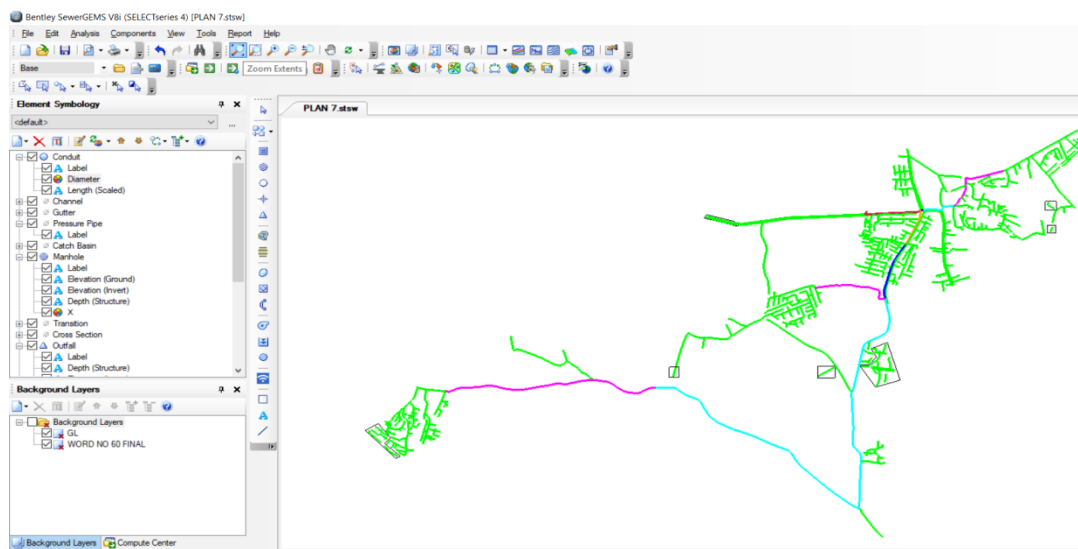 Bentley SewerGEMS V8i (SELECTseries 4) [PLAN 7.stsw]
File Edit Analysis Components View Tools Report Help
Base
Zoom Extents
Element Symbology
PLAN 7.stsw
<default>
...
Conduit
Label
Diameter
Length (Scaled)
Channel
Gutter
Pressure Pipe
Label
Catch Basin
Manhole
Label
Elevation (Ground)
Elevation (Invert)
Depth (Structure)
X
Transition
Cross Section
Outfall
Label
Depth (Structure)
Background Layers
Background Layers
GL
WORD NO 60 FINAL
Background Layers Compute Center